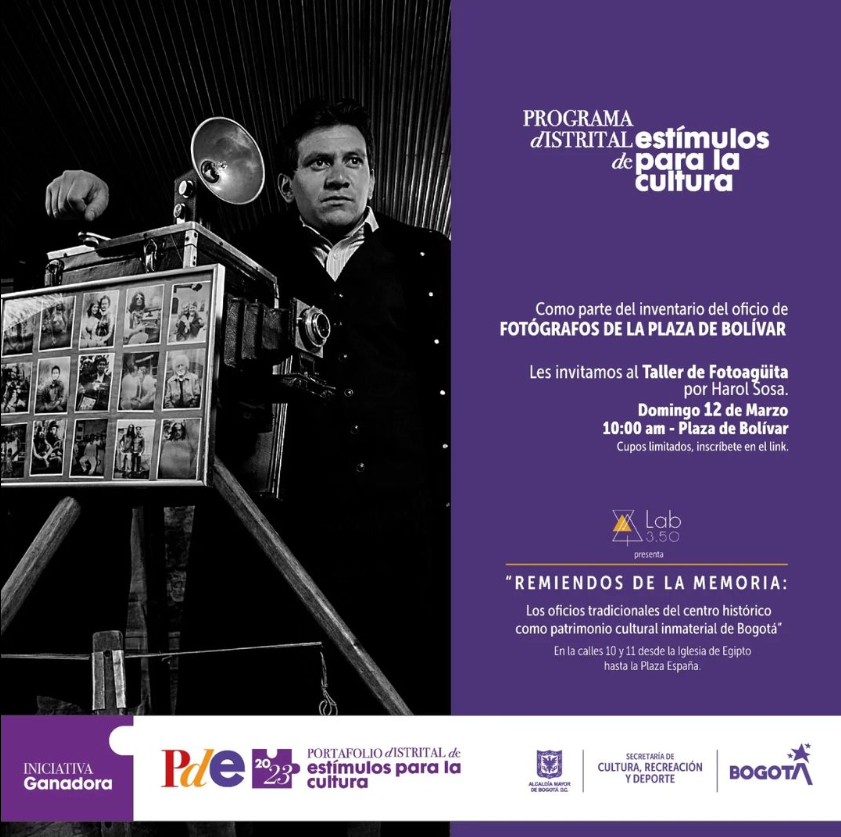 PROGRAMA
dISTRITAL estímulos
de para la
cultura
Como parte del inventario del oficio de
FOTÓGRAFOS DE LA PLAZA DE BOLÍVAR
Les invitamos al Taller de Fotoagüita
por Harol Sosa.
Domingo 12 de Marzo
10:00 am - Plaza de Bolívar
Cupos limitados, inscríbete en el link.
Lab
3.50
presenta
"REMIENDOS DE LA MEMORIA:
Los oficios tradicionales del centro histórico
como patrimonio cultural inmaterial de Bogotá"
En la calles 10 y 11 desde la Iglesia de Egipto
hasta la Plaza España.
INICIATIVA
Ganadora
Pde
2023
PORTAFOLIO dISTRITAL de
estímulos para la
cultura
ALCALDÍA MAYOR
DE BOGOTÁ D.C.
SECRETARÍA DE
CULTURA, RECREACIÓN
Y DEPORTE
BOGOTÁ